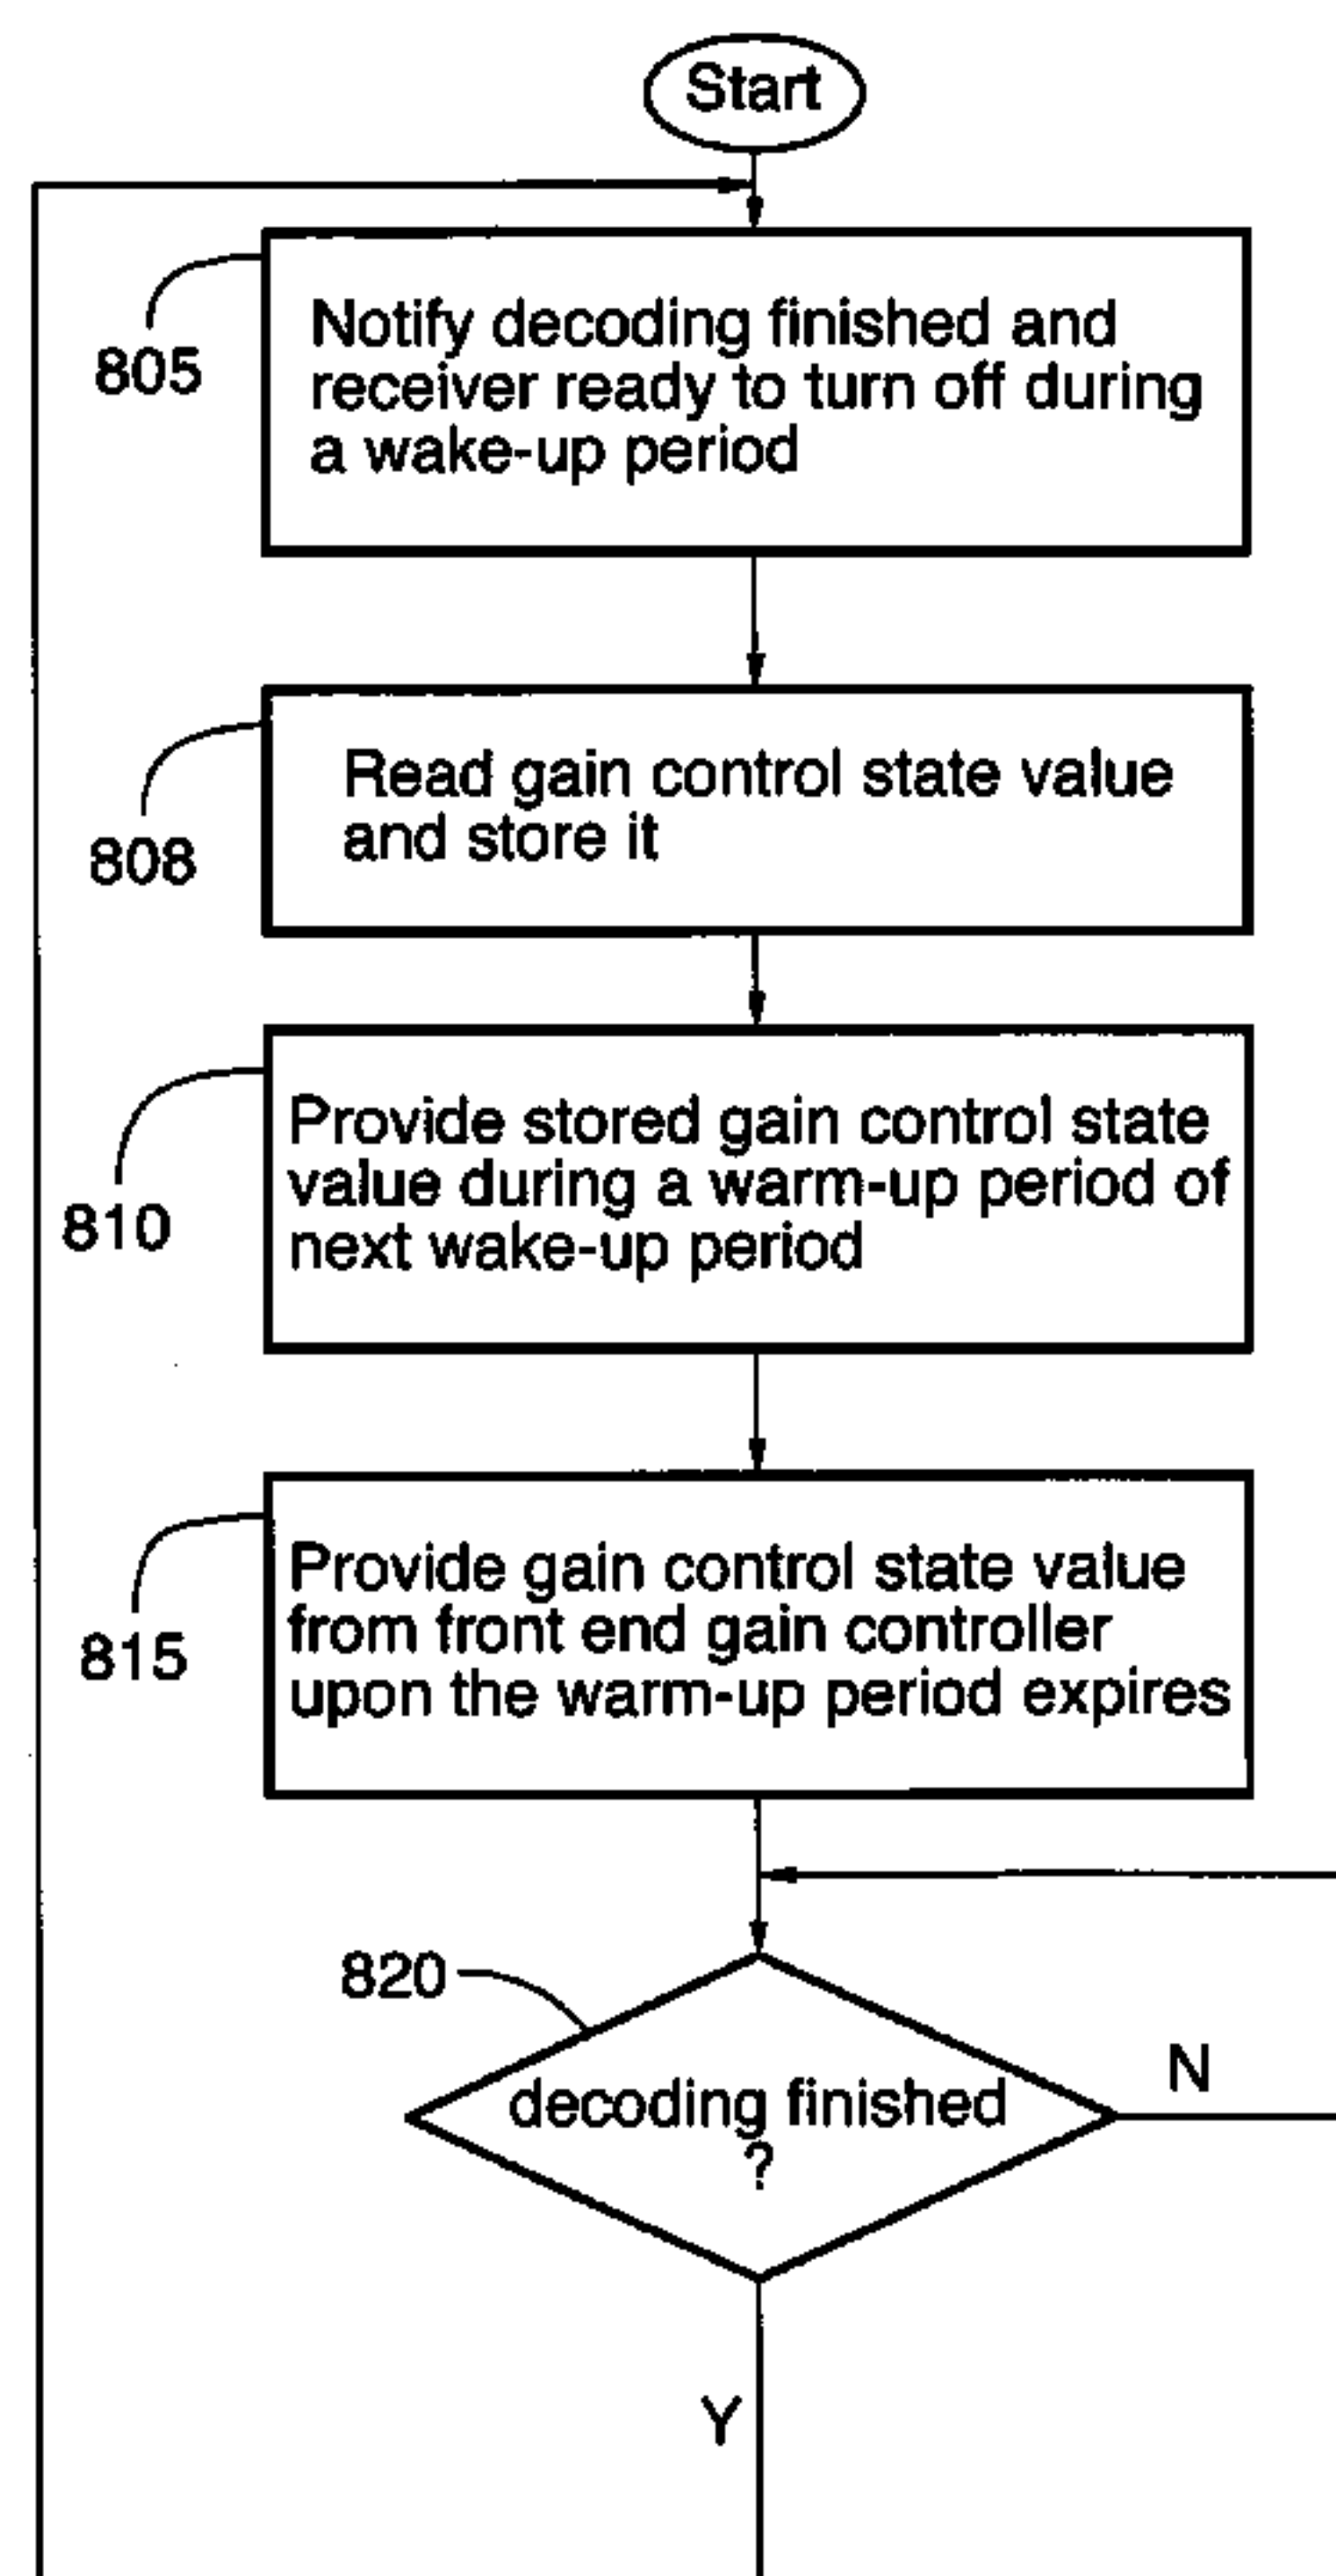 Start
Notify decoding finished and
receiver ready to turn off during
a wake-up period
805
Read gain control state value
and store it
808
Provide stored gain control state
value during a warm-up period of
next wake-up period
810
Provide gain control state value
from front end gain controller
upon the warm-up period expires
815
820
decoding finished
?
N
Y